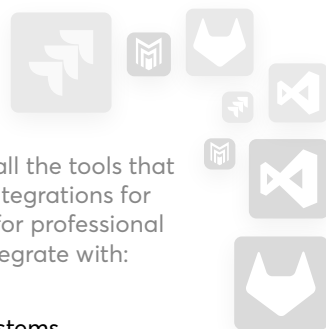 all the tools that
tegrations for
for professional
egrate with:
stems